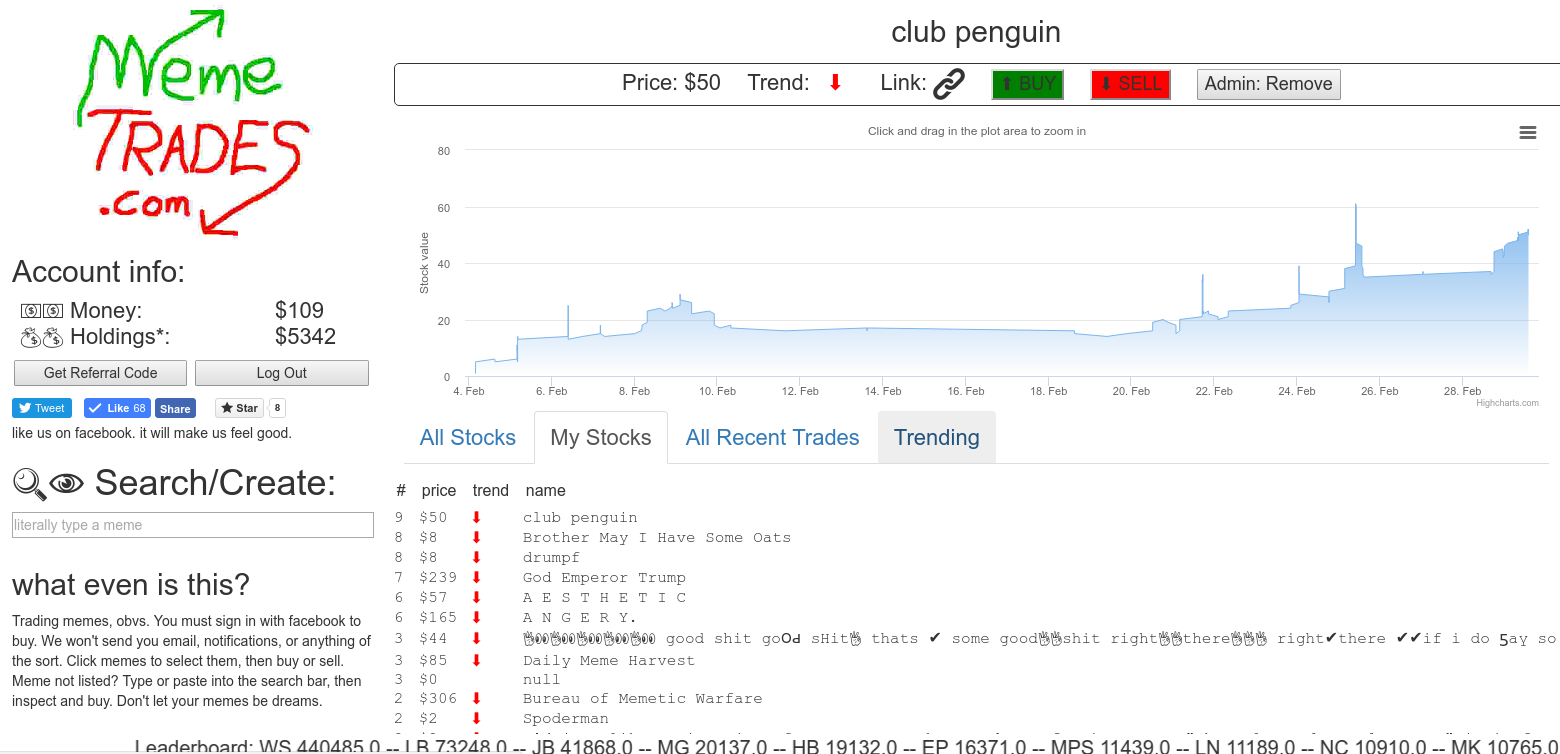 Meme
TRADES
.com
Account info:
Money: $109
Holdings*: $5342
Get Referral Code Log Out
Tweet Like 68 Share Star 8
like us on facebook. it will make us feel good.
Search/Create:
literally type a meme
what even is this?
Trading memes, obvs. You must sign in with facebook to
buy. We won't send you email, notifications, or anything of
the sort. Click memes to select them, then buy or sell.
Meme not listed? Type or paste into the search bar, then
inspect and buy. Don't let your memes be dreams.
club penguin
Price: $50 Trend: ⬇ Link: ⬆ BUY ⬇ SELL Admin: Remove
Click and drag in the plot area to zoom in
Stock value
80
60
40
20
0
4. Feb 6. Feb 8. Feb 10. Feb 12. Feb 14. Feb 16. Feb 18. Feb 20. Feb 22. Feb 24. Feb 26. Feb 28. Feb
Highcharts.com
All Stocks My Stocks All Recent Trades Trending
# price trend name
9 $50 ⬇ club penguin
8 $8 ⬇ Brother May I Have Some Oats
8 $8 ⬇ drumpf
7 $239 ⬇ God Emperor Trump
6 $57 ⬇ A E S T H E T I C
6 $165 ⬇ A N G E R Y.
3 $44 ⬇ 👌👀👌👀👌👀👌👀👌👀 good shit goԁ sHit👌 thats ✔ some good👌👌shit right👌👌there👌👌👌 right✔there ✔✔if i do ƽaү so
3 $85 ⬇ Daily Meme Harvest
3 $0 null
2 $306 ⬇ Bureau of Memetic Warfare
2 $2 ⬇ Spoderman
Leaderboard: WS 440485.0 -- LB 73248.0 -- JB 41868.0 -- MG 20137.0 -- HB 19132.0 -- EP 16371.0 -- MPS 11439.0 -- LN 11189.0 -- NC 10910.0 -- MK 10765.0